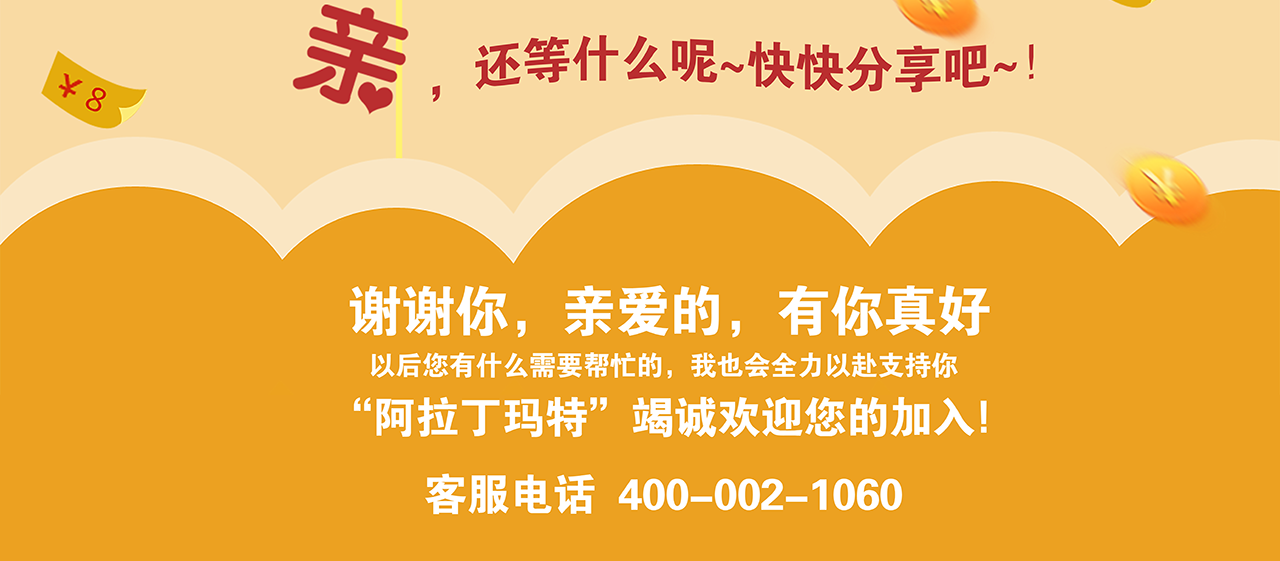 亲，还等什么呢~快快分享吧~!
¥8
谢谢你，亲爱的，有你真好
以后您有什么需要帮忙的，我也会全力以赴支持你
“阿拉丁玛特”竭诚欢迎您的加入!
客服电话 400-002-1060